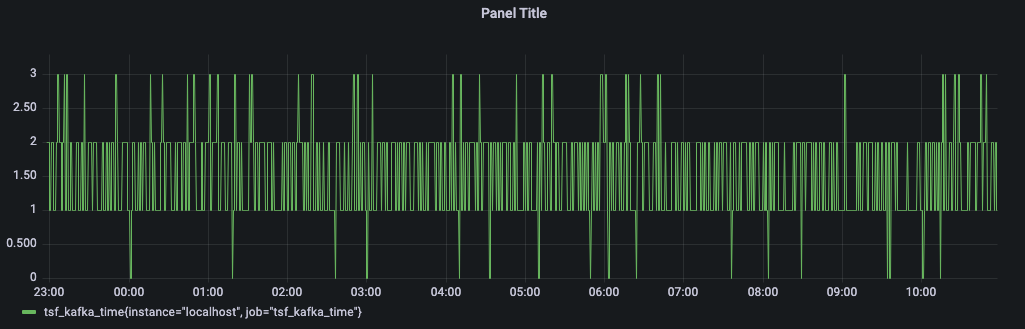 Panel Title
3
2.50
2
1.50
1
0.500
0
23:00 00:00 01:00 02:00 03:00 04:00 05:00 06:00 07:00 08:00 09:00 10:00
tsf_kafka_time{instance="localhost", job="tsf_kafka_time"}